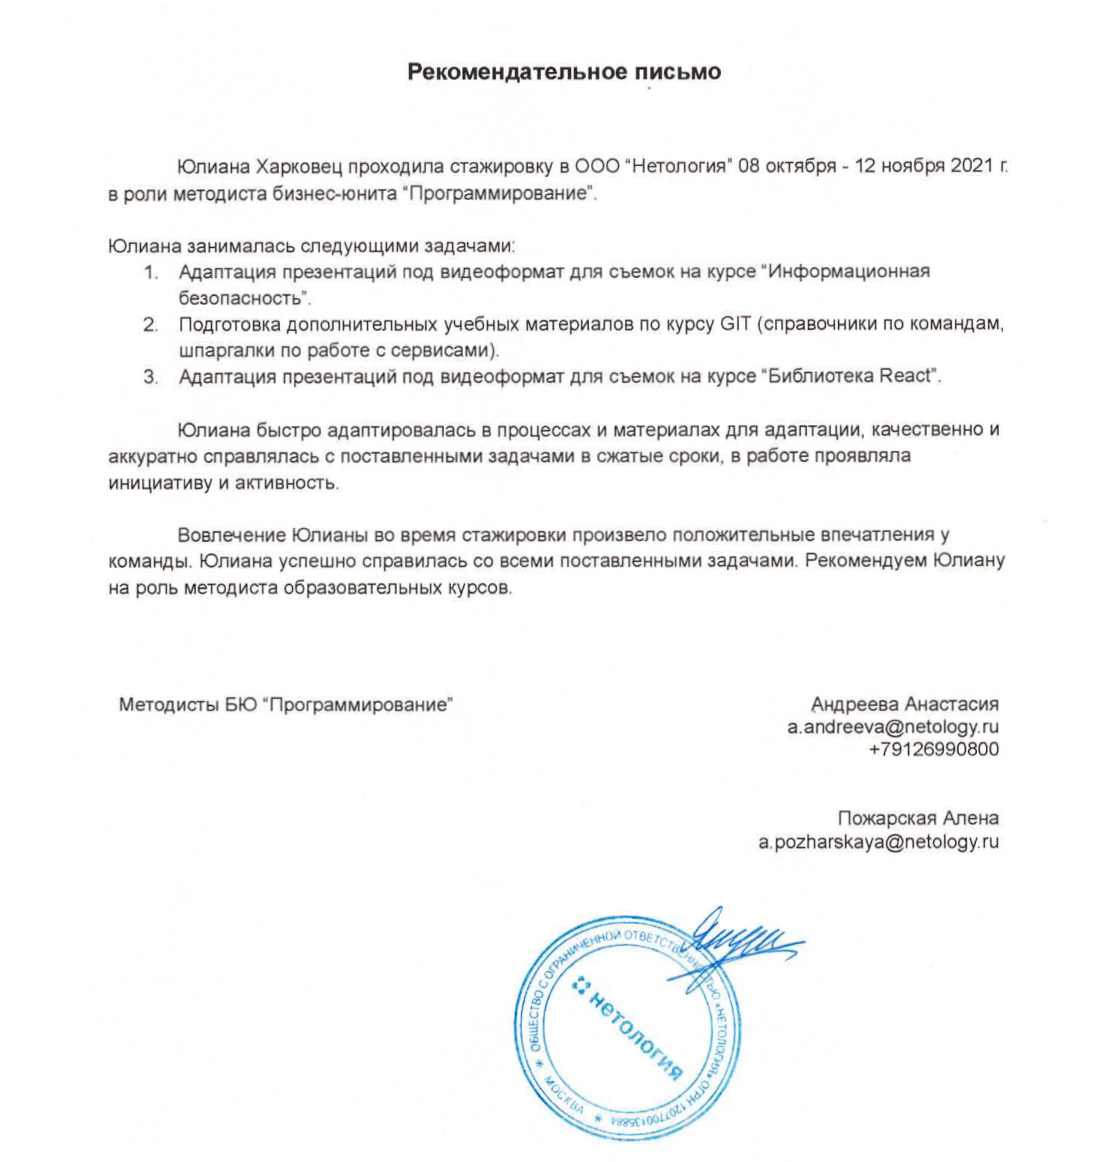 Рекомендательное письмо
Юлиана Харковец проходила стажировку в ООО “Нетология” 08 октября - 12 ноября 2021 г.
в роли методиста бизнес-юнита “Программирование”.
Юлиана занималась следующими задачами:
1. Адаптация презентаций под видеоформат для съемок на курсе “Информационная
безопасность”.
2. Подготовка дополнительных учебных материалов по курсу GIT (справочники по командам,
шпаргалки по работе с сервисами).
3. Адаптация презентаций под видеоформат для съемок на курсе “Библиотека React”.
Юлиана быстро адаптировалась в процессах и материалах для адаптации, качественно и
аккуратно справлялась с поставленными задачами в сжатые сроки, в работе проявляла
инициативу и активность.
Вовлечение Юлианы во время стажировки произвело положительные впечатления у
команды. Юлиана успешно справилась со всеми поставленными задачами. Рекомендуем Юлиану
на роль методиста образовательных курсов.
Методисты БЮ “Программирование”
Андреева Анастасия
a.andreeva@netology.ru
+79126990800
Пожарская Алена
a.pozharskaya@netology.ru
ОБЩЕСТВО С ОГРАНИЧЕННОЙ ОТВЕТСТВЕННОСТЬЮ «НЕТОЛОГИЯ» ОГРН 1207700135884
* МОСКВА *
нетология